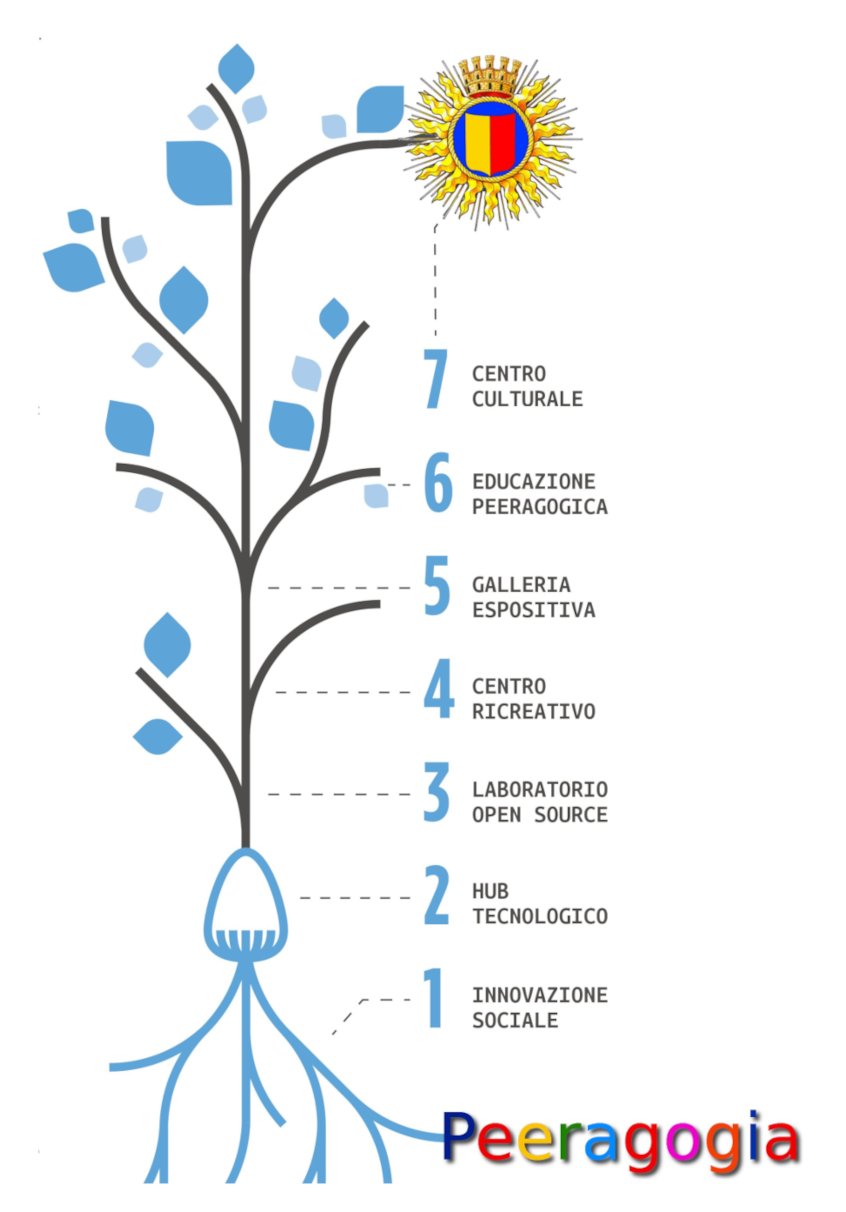 7 CENTRO
CULTURALE
6 EDUCAZIONE
PEERAGOGICA
5 GALLERIA
ESPOSITIVA
4 CENTRO
RICREATIVO
3 LABORATORIO
OPEN SOURCE
2 HUB
TECNOLOGICO
1 INNOVAZIONE
SOCIALE
Peeragogia